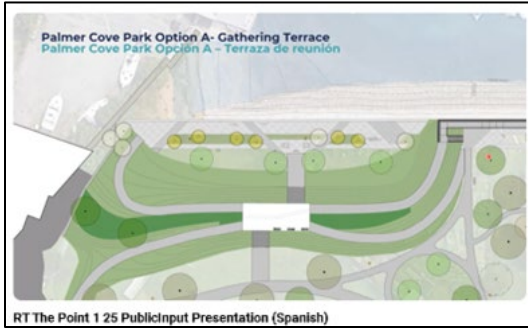 Palmer Cove Park Option A- Gathering Terrace
Palmer Cove Park Opción A – Terraza de reunión
RT The Point 1 25 PublicInput Presentation (Spanish)